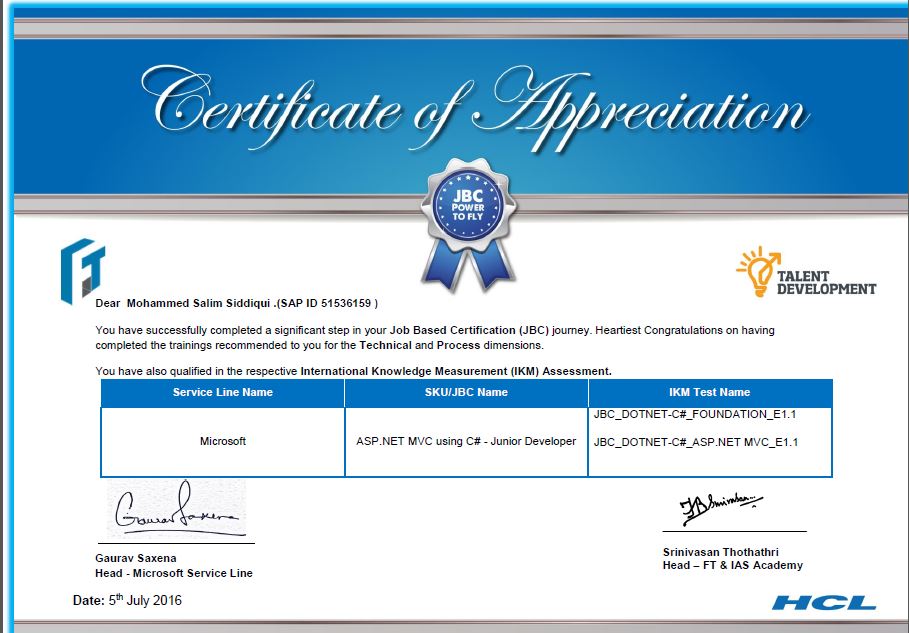 Certificate of Appreciation
JBC
POWER
TO FLY
FT
TALENT
DEVELOPMENT
Dear Mohammed Salim Siddiqui .(SAP ID 51536159 )
You have successfully completed a significant step in your Job Based Certification (JBC) journey. Heartiest Congratulations on having
completed the trainings recommended to you for the Technical and Process dimensions.
You have also qualified in the respective International Knowledge Measurement (IKM) Assessment.
Service Line Name SKU/JBC Name IKM Test Name
JBC_DOTNET-C#_FOUNDATION_E1.1
Microsoft ASP.NET MVC using C# - Junior Developer JBC_DOTNET-C#_ASP.NET MVC_E1.1
Gaurav Saxena
Gaurav Saxena
Head - Microsoft Service Line
Srinivasan Thothathri
Head – FT & IAS Academy
Date: 5th July 2016
HCL